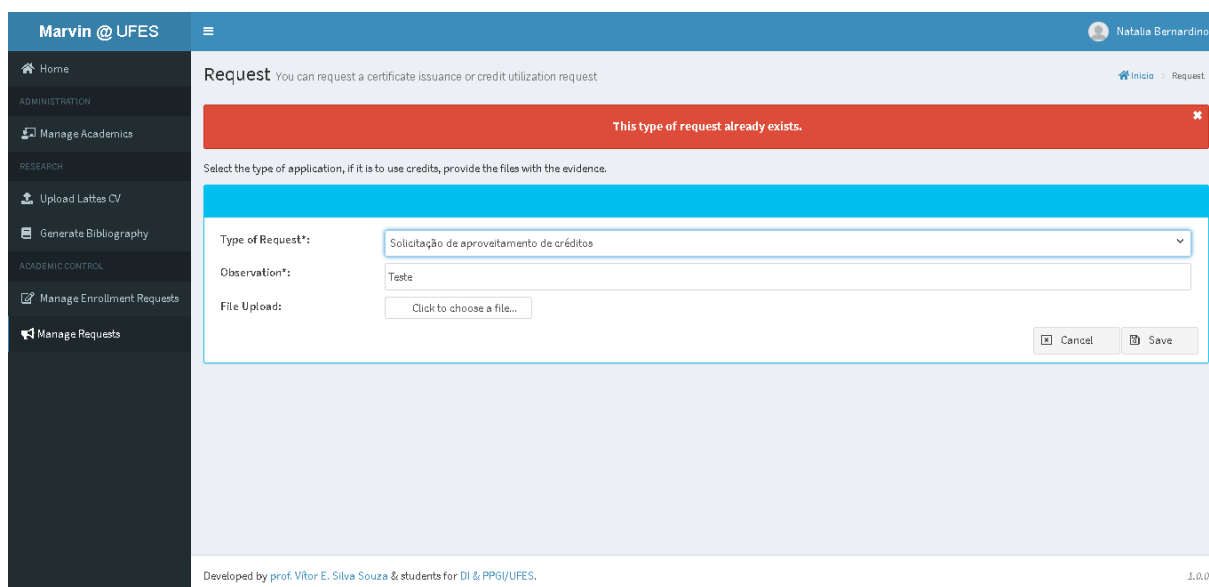 Marvin @ UFES
Natalia Bernardino
Home
ADMINISTRATION
Manage Academics
RESEARCH
Upload Lattes CV
Generate Bibliography
ACADEMIC CONTROL
Manage Enrollment Requests
Manage Requests
Request You can request a certificate issuance or credit utilization request
Inicio > Request
This type of request already exists.
Select the type of application, if it is to use credits, provide the files with the evidence.
Type of Request*: Solicitação de aproveitamento de créditos
Observation*: Teste
File Upload: Click to choose a file...
Cancel Save
Developed by prof. Vítor E. Silva Souza & students for DI & PPGI/UFES. 1.0.0